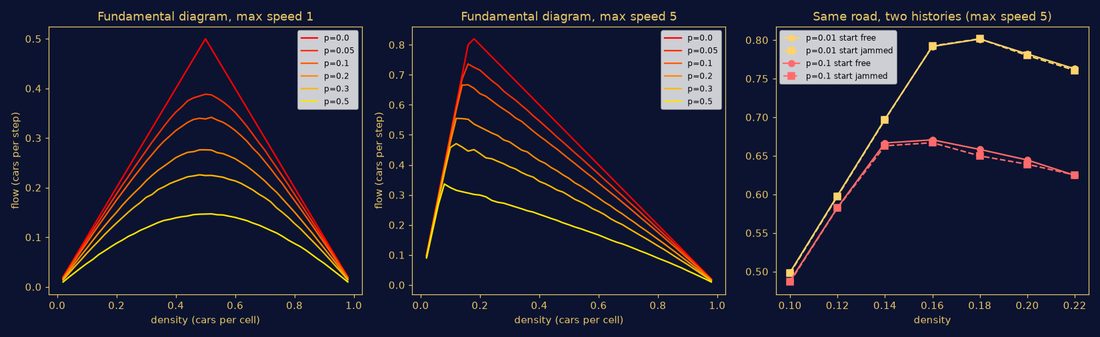 Fundamental diagram, max speed 1
flow (cars per step)
0.5
0.4
0.3
0.2
0.1
0.0
p=0.0
p=0.05
p=0.1
p=0.2
p=0.3
p=0.5
0.0 0.2 0.4 0.6 0.8 1.0
density (cars per cell)
Fundamental diagram, max speed 5
flow (cars per step)
0.8
0.7
0.6
0.5
0.4
0.3
0.2
0.1
0.0
p=0.0
p=0.05
p=0.1
p=0.2
p=0.3
p=0.5
0.0 0.2 0.4 0.6 0.8 1.0
density (cars per cell)
Same road, two histories (max speed 5)
0.80
0.75
0.70
0.65
0.60
0.55
0.50
p=0.01 start free
p=0.01 start jammed
p=0.1 start free
p=0.1 start jammed
0.10 0.12 0.14 0.16 0.18 0.20 0.22
density